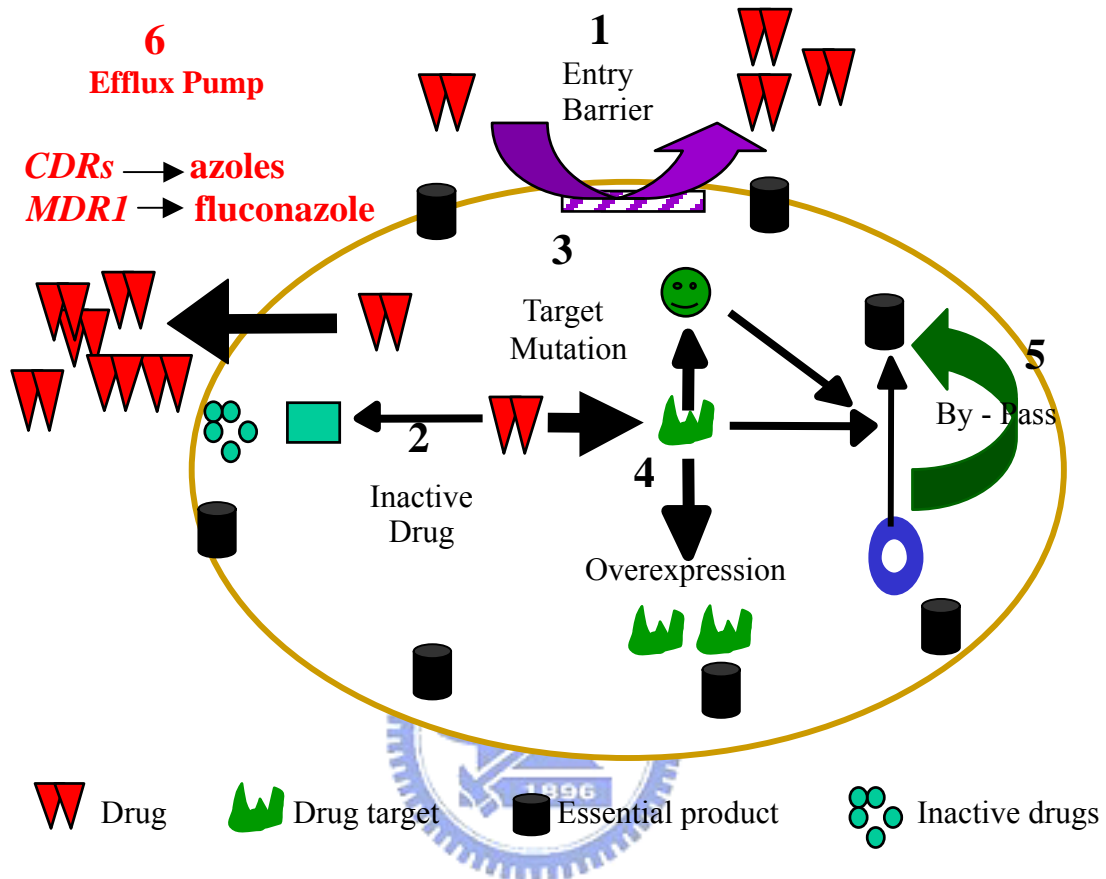 6
Efflux Pump
CDRs → azoles
MDR1 → fluconazole
1
Entry
Barrier
3
Target
Mutation
2
Inactive
Drug
4
Overexpression
5
By - Pass
1896
Drug
Drug target
Essential product
Inactive drugs